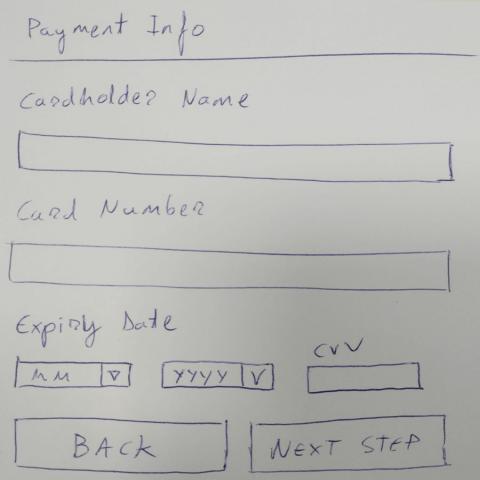 Payment Info
Cardholder Name
Card Number
Expiry Date
CVV
MM
YYYY
BACK
NEXT STEP